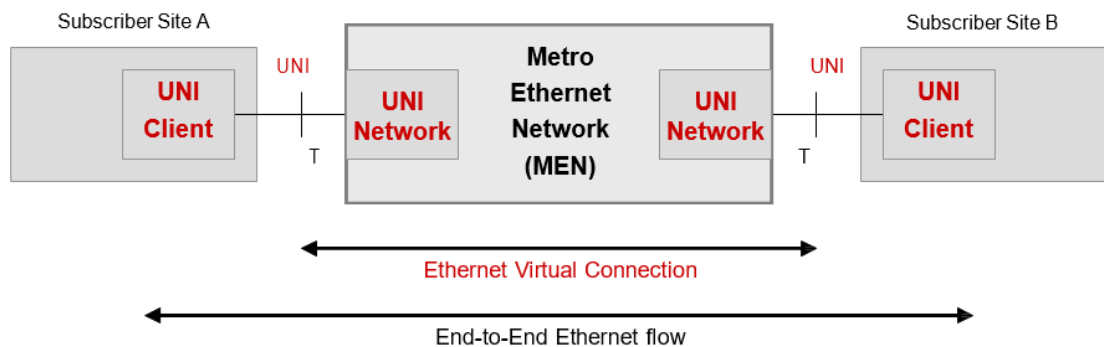 Subscriber Site A
Subscriber Site B
UNI
UNI
Metro
Ethernet
Network
(MEN)
UNI
Client
UNI
Network
UNI
Network
UNI
Client
T
T
Ethernet Virtual Connection
End-to-End Ethernet flow